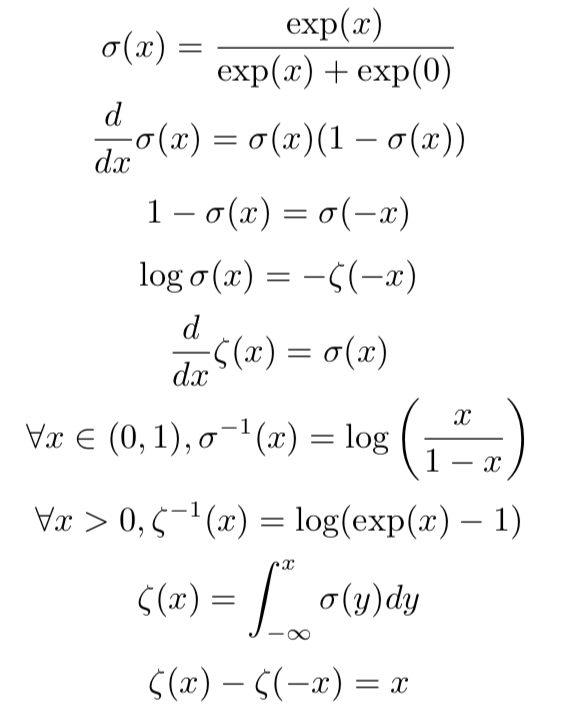 σ(x) = exp(x) / (exp(x) + exp(0))
d/dx σ(x) = σ(x)(1 − σ(x))
1 − σ(x) = σ(−x)
log σ(x) = −ζ(−x)
d/dx ζ(x) = σ(x)
∀x ∈ (0, 1), σ⁻¹(x) = log (x / (1 − x))
∀x > 0, ζ⁻¹(x) = log(exp(x) − 1)
ζ(x) = ∫_{−∞}^{x} σ(y)dy
ζ(x) − ζ(−x) = x